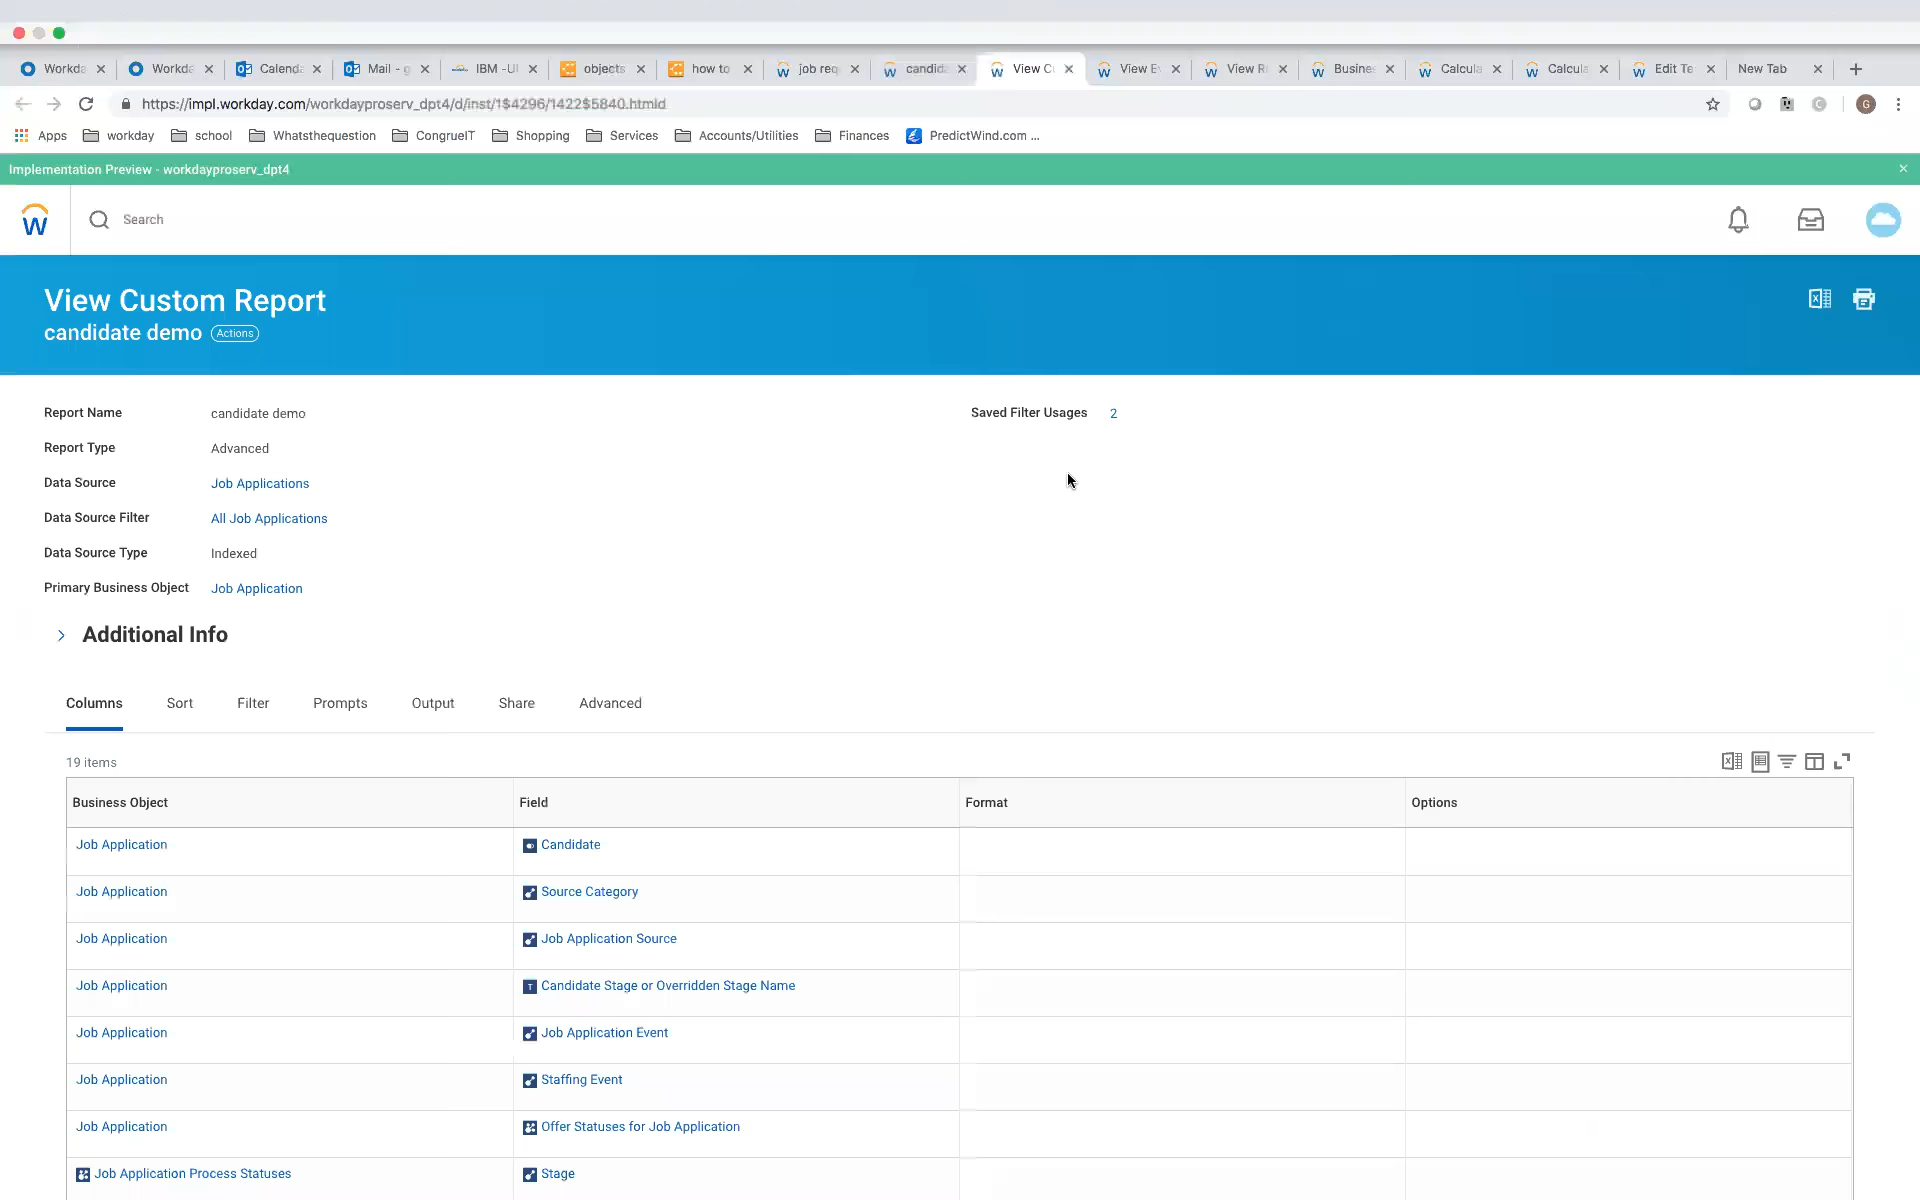 Workda
Workda
Calenda
Mail - g
IBM -UI
objects
how to
job req
candida
View Cu
View Ev
View R
Busine
Calcula
Calcula
Edit Te
New Tab
https://impl.workday.com/workdayproserv_dpt4/d/inst/1$4296/1422$5840.htmld
G
Apps
workday
school
Whatsthequestion
CongrueIT
Shopping
Services
Accounts/Utilities
Finances
PredictWind.com ...
Implementation Preview - workdayproserv_dpt4
Search
View Custom Report
candidate demo Actions
Report Name candidate demo
Saved Filter Usages 2
Report Type Advanced
Data Source Job Applications
Data Source Filter All Job Applications
Data Source Type Indexed
Primary Business Object Job Application
Additional Info
Columns Sort Filter Prompts Output Share Advanced
19 items
Business Object Field Format Options
Job Application Candidate
Job Application Source Category
Job Application Job Application Source
Job Application Candidate Stage or Overridden Stage Name
Job Application Job Application Event
Job Application Staffing Event
Job Application Offer Statuses for Job Application
Job Application Process Statuses Stage